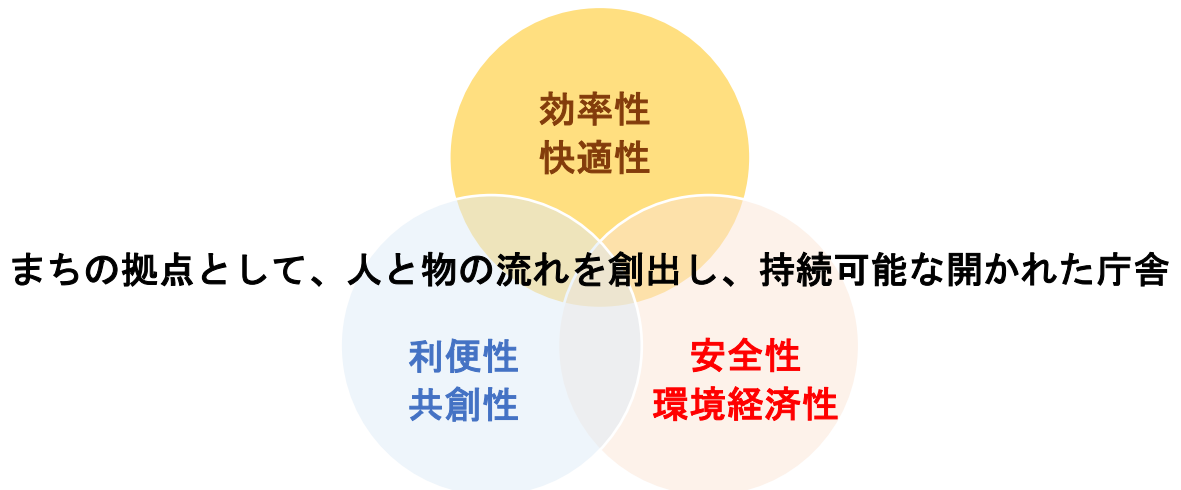 効率性
快適性
まちの拠点として、人と物の流れを創出し、持続可能な開かれた庁舎
利便性
共創性
安全性
環境経済性